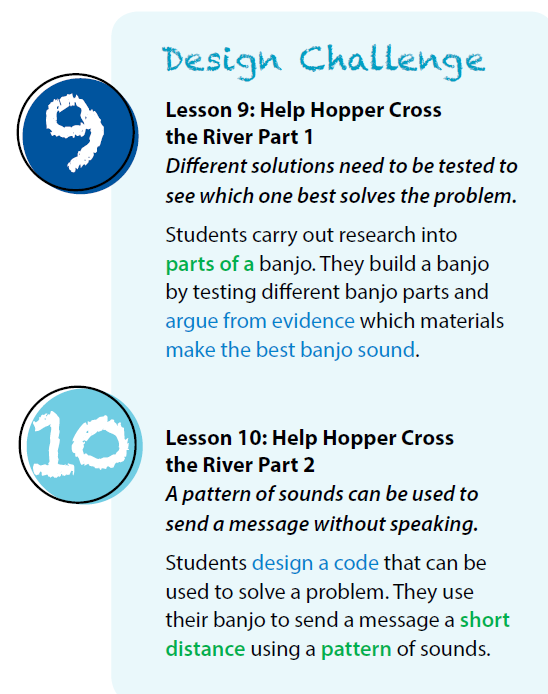 Design Challenge
9
Lesson 9: Help Hopper Cross
the River Part 1
Different solutions need to be tested to
see which one best solves the problem.
Students carry out research into
parts of a banjo. They build a banjo
by testing different banjo parts and
argue from evidence which materials
make the best banjo sound.
10
Lesson 10: Help Hopper Cross
the River Part 2
A pattern of sounds can be used to
send a message without speaking.
Students design a code that can be
used to solve a problem. They use
their banjo to send a message a short
distance using a pattern of sounds.